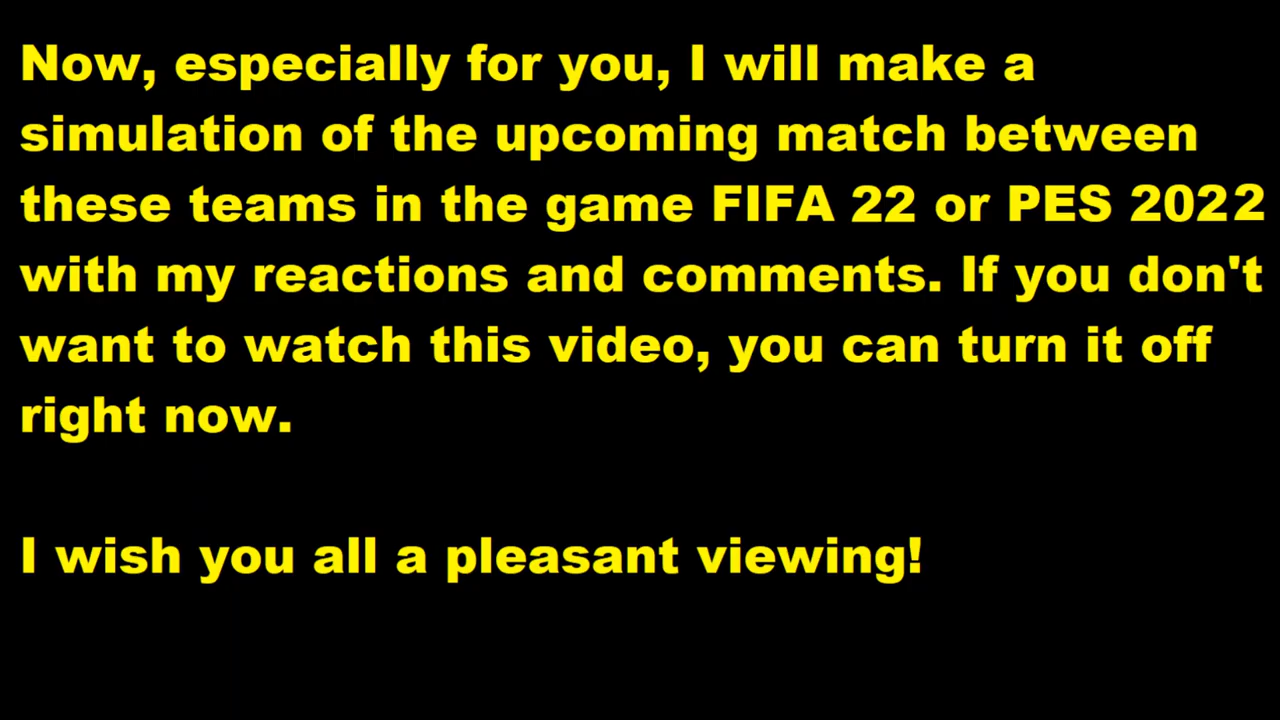 Now, especially for you, I will make a
simulation of the upcoming match between
these teams in the game FIFA 22 or PES 2022
with my reactions and comments. If you don't
want to watch this video, you can turn it off
right now.
I wish you all a pleasant viewing!